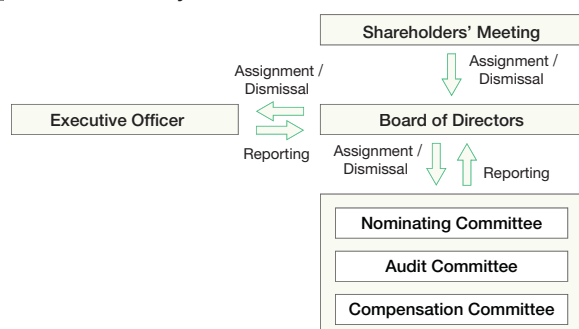 Shareholders' Meeting
Assignment /
Dismissal
Assignment /
Dismissal
Executive Officer
Board of Directors
Reporting
Assignment /
Dismissal
Reporting
Nominating Committee
Audit Committee
Compensation Committee